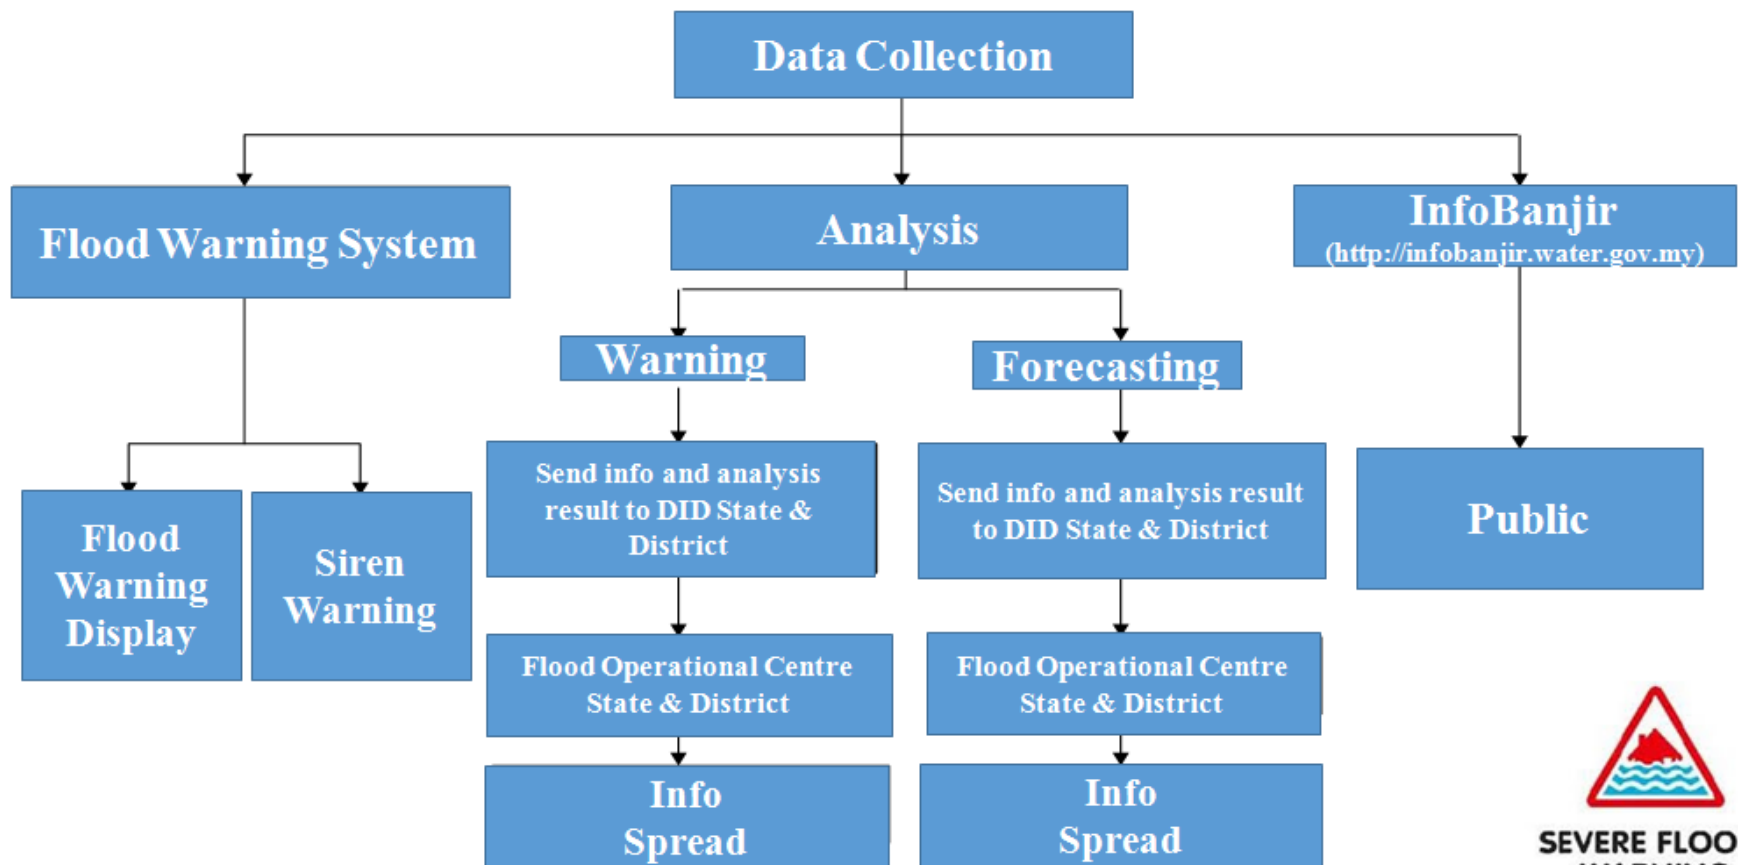 Data Collection
Flood Warning System
Analysis
InfoBanjir
(http://infobanjir.water.gov.my)
Warning
Forecasting
Flood
Warning
Display
Siren
Warning
Send info and analysis
result to DID State &
District
Send info and analysis result
to DID State & District
Public
Flood Operational Centre
State & District
Flood Operational Centre
State & District
Info
Spread
Info
Spread
SEVERE FLOO